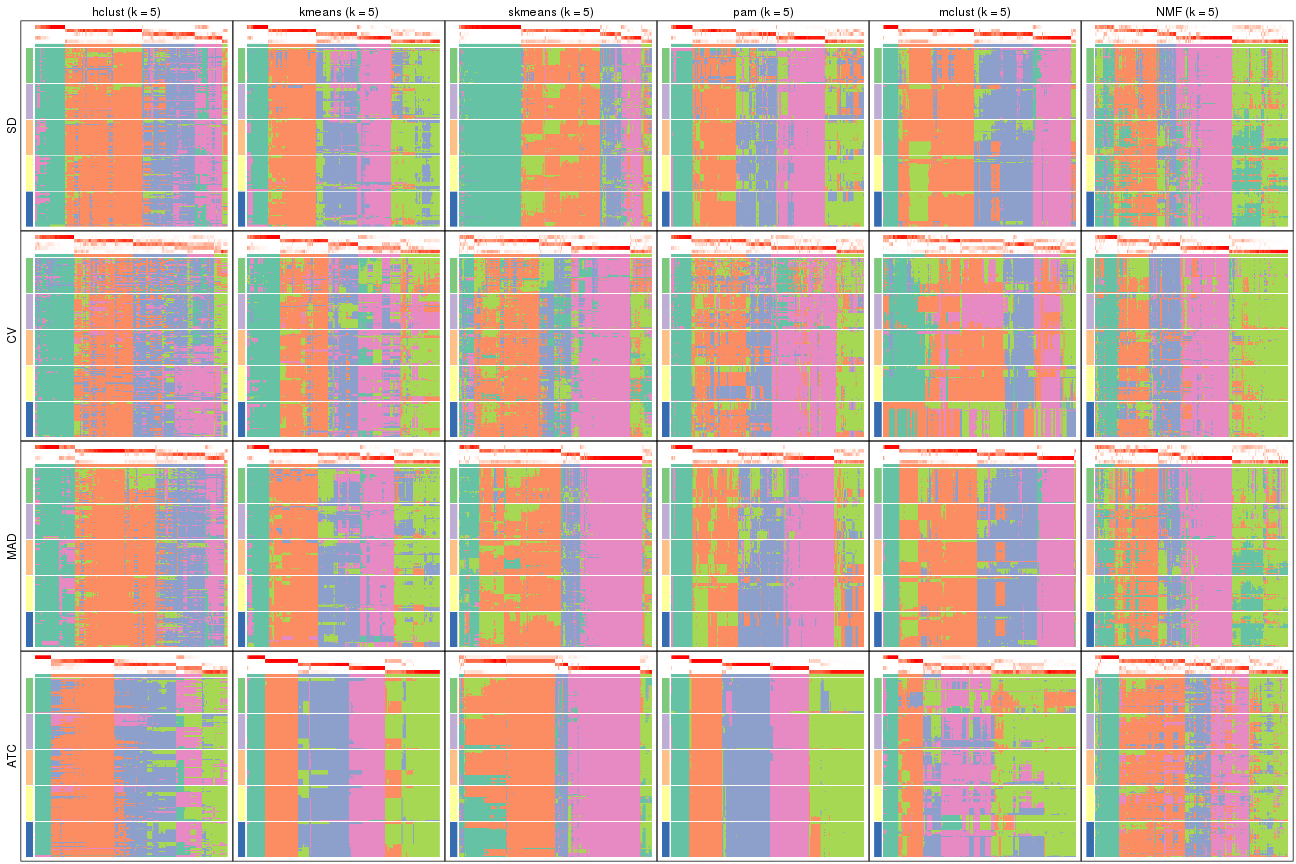 hclust (k = 5)
kmeans (k = 5)
skmeans (k = 5)
pam (k = 5)
mclust (k = 5)
NMF (k = 5)
SD
CV
MAD
ATC